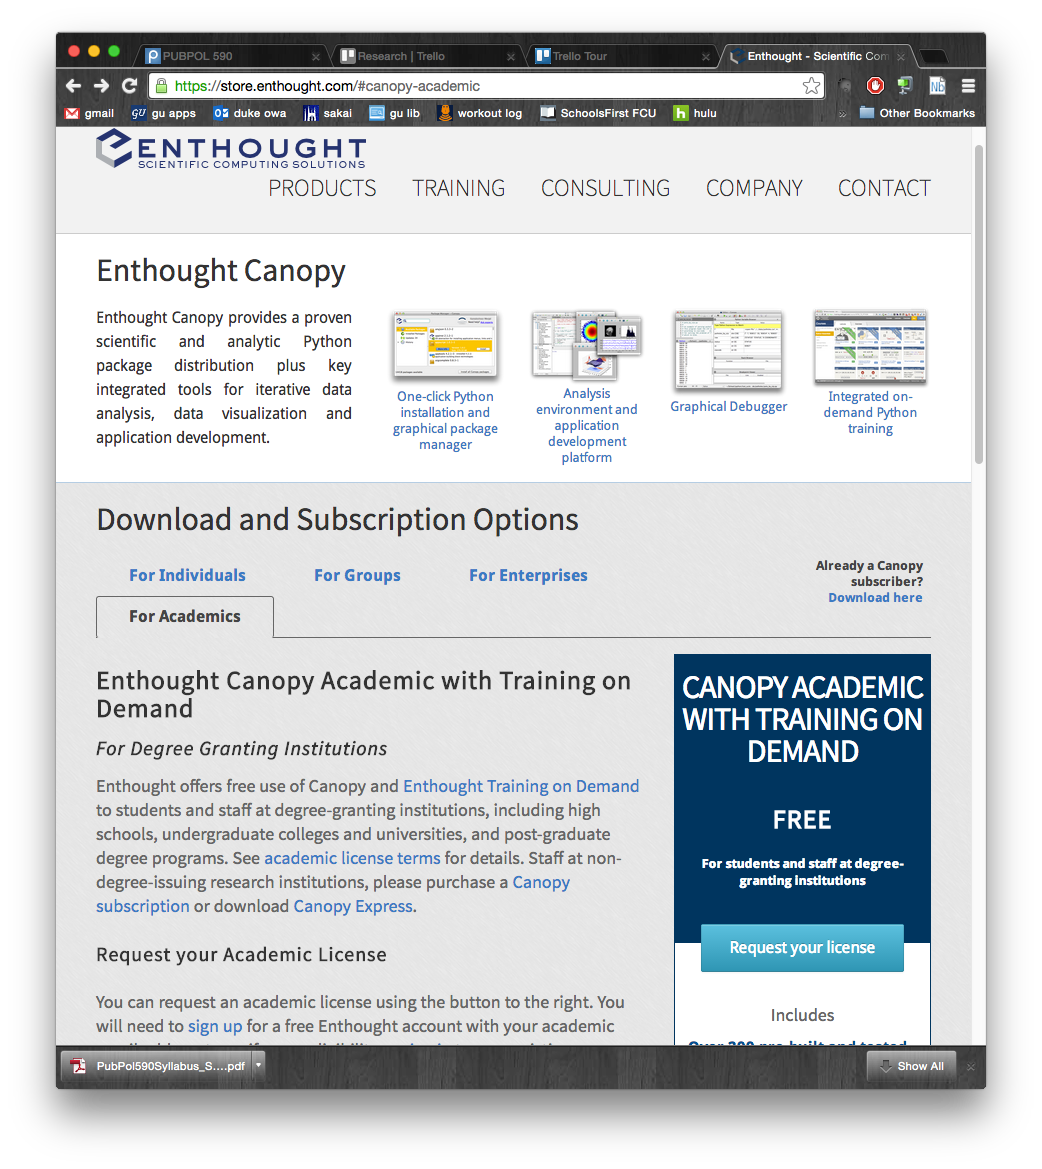 PUBPOL 590
Research | Trello
Trello Tour
Enthought - Scientific Com
https://store.enthought.com/#canopy-academic
gmail
gu apps
duke owa
sakai
gu lib
workout log
SchoolsFirst FCU
hulu
Other Bookmarks
ENTHOUGHT
SCIENTIFIC COMPUTING SOLUTIONS
PRODUCTS TRAINING CONSULTING COMPANY CONTACT
Enthought Canopy
Enthought Canopy provides a proven
scientific and analytic Python
package distribution plus key
integrated tools for iterative data
analysis, data visualization and
application development.
One-click Python
installation and
graphical package
manager
Analysis
environment and
application
development
platform
Graphical Debugger
Integrated on-
demand Python
training
Download and Subscription Options
For Individuals For Groups For Enterprises
Already a Canopy
subscriber?
Download here
For Academics
Enthought Canopy Academic with Training on
Demand
For Degree Granting Institutions
Enthought offers free use of Canopy and Enthought Training on Demand
to students and staff at degree-granting institutions, including high
schools, undergraduate colleges and universities, and post-graduate
degree programs. See academic license terms for details. Staff at non-
degree-issuing research institutions, please purchase a Canopy
subscription or download Canopy Express.
Request your Academic License
You can request an academic license using the button to the right. You
will need to sign up for a free Enthought account with your academic
CANOPY ACADEMIC
WITH TRAINING ON
DEMAND
FREE
For students and staff at degree-
granting institutions
Request your license
Includes
Over 300 pre-built and tested
PubPol590Syllabus_S....pdf
Show All